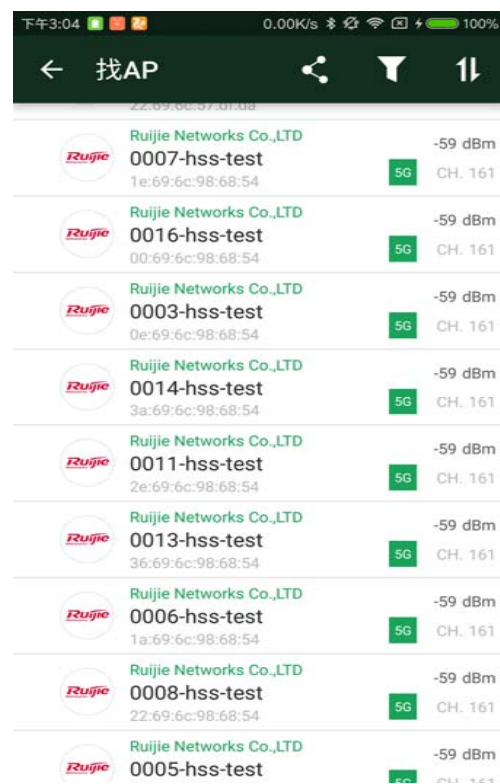 下午3:04 0.00K/s 100%
找AP
22:69:6c:57:df:da
Ruijie Networks Co.,LTD
Ruijie 0007-hss-test -59 dBm
1e:69:6c:98:68:54 5G CH. 161
Ruijie Networks Co.,LTD
Ruijie 0016-hss-test -59 dBm
00:69:6c:98:68:54 5G CH. 161
Ruijie Networks Co.,LTD
Ruijie 0003-hss-test -59 dBm
0e:69:6c:98:68:54 5G CH. 161
Ruijie Networks Co.,LTD
Ruijie 0014-hss-test -59 dBm
3a:69:6c:98:68:54 5G CH. 161
Ruijie Networks Co.,LTD
Ruijie 0011-hss-test -59 dBm
2e:69:6c:98:68:54 5G CH. 161
Ruijie Networks Co.,LTD
Ruijie 0013-hss-test -59 dBm
36:69:6c:98:68:54 5G CH. 161
Ruijie Networks Co.,LTD
Ruijie 0006-hss-test -59 dBm
1a:69:6c:98:68:54 5G CH. 161
Ruijie Networks Co.,LTD
Ruijie 0008-hss-test -59 dBm
22:69:6c:98:68:54 5G CH. 161
Ruijie Networks Co.,LTD
Ruijie 0005-hss-test -59 dBm
5G CH. 161